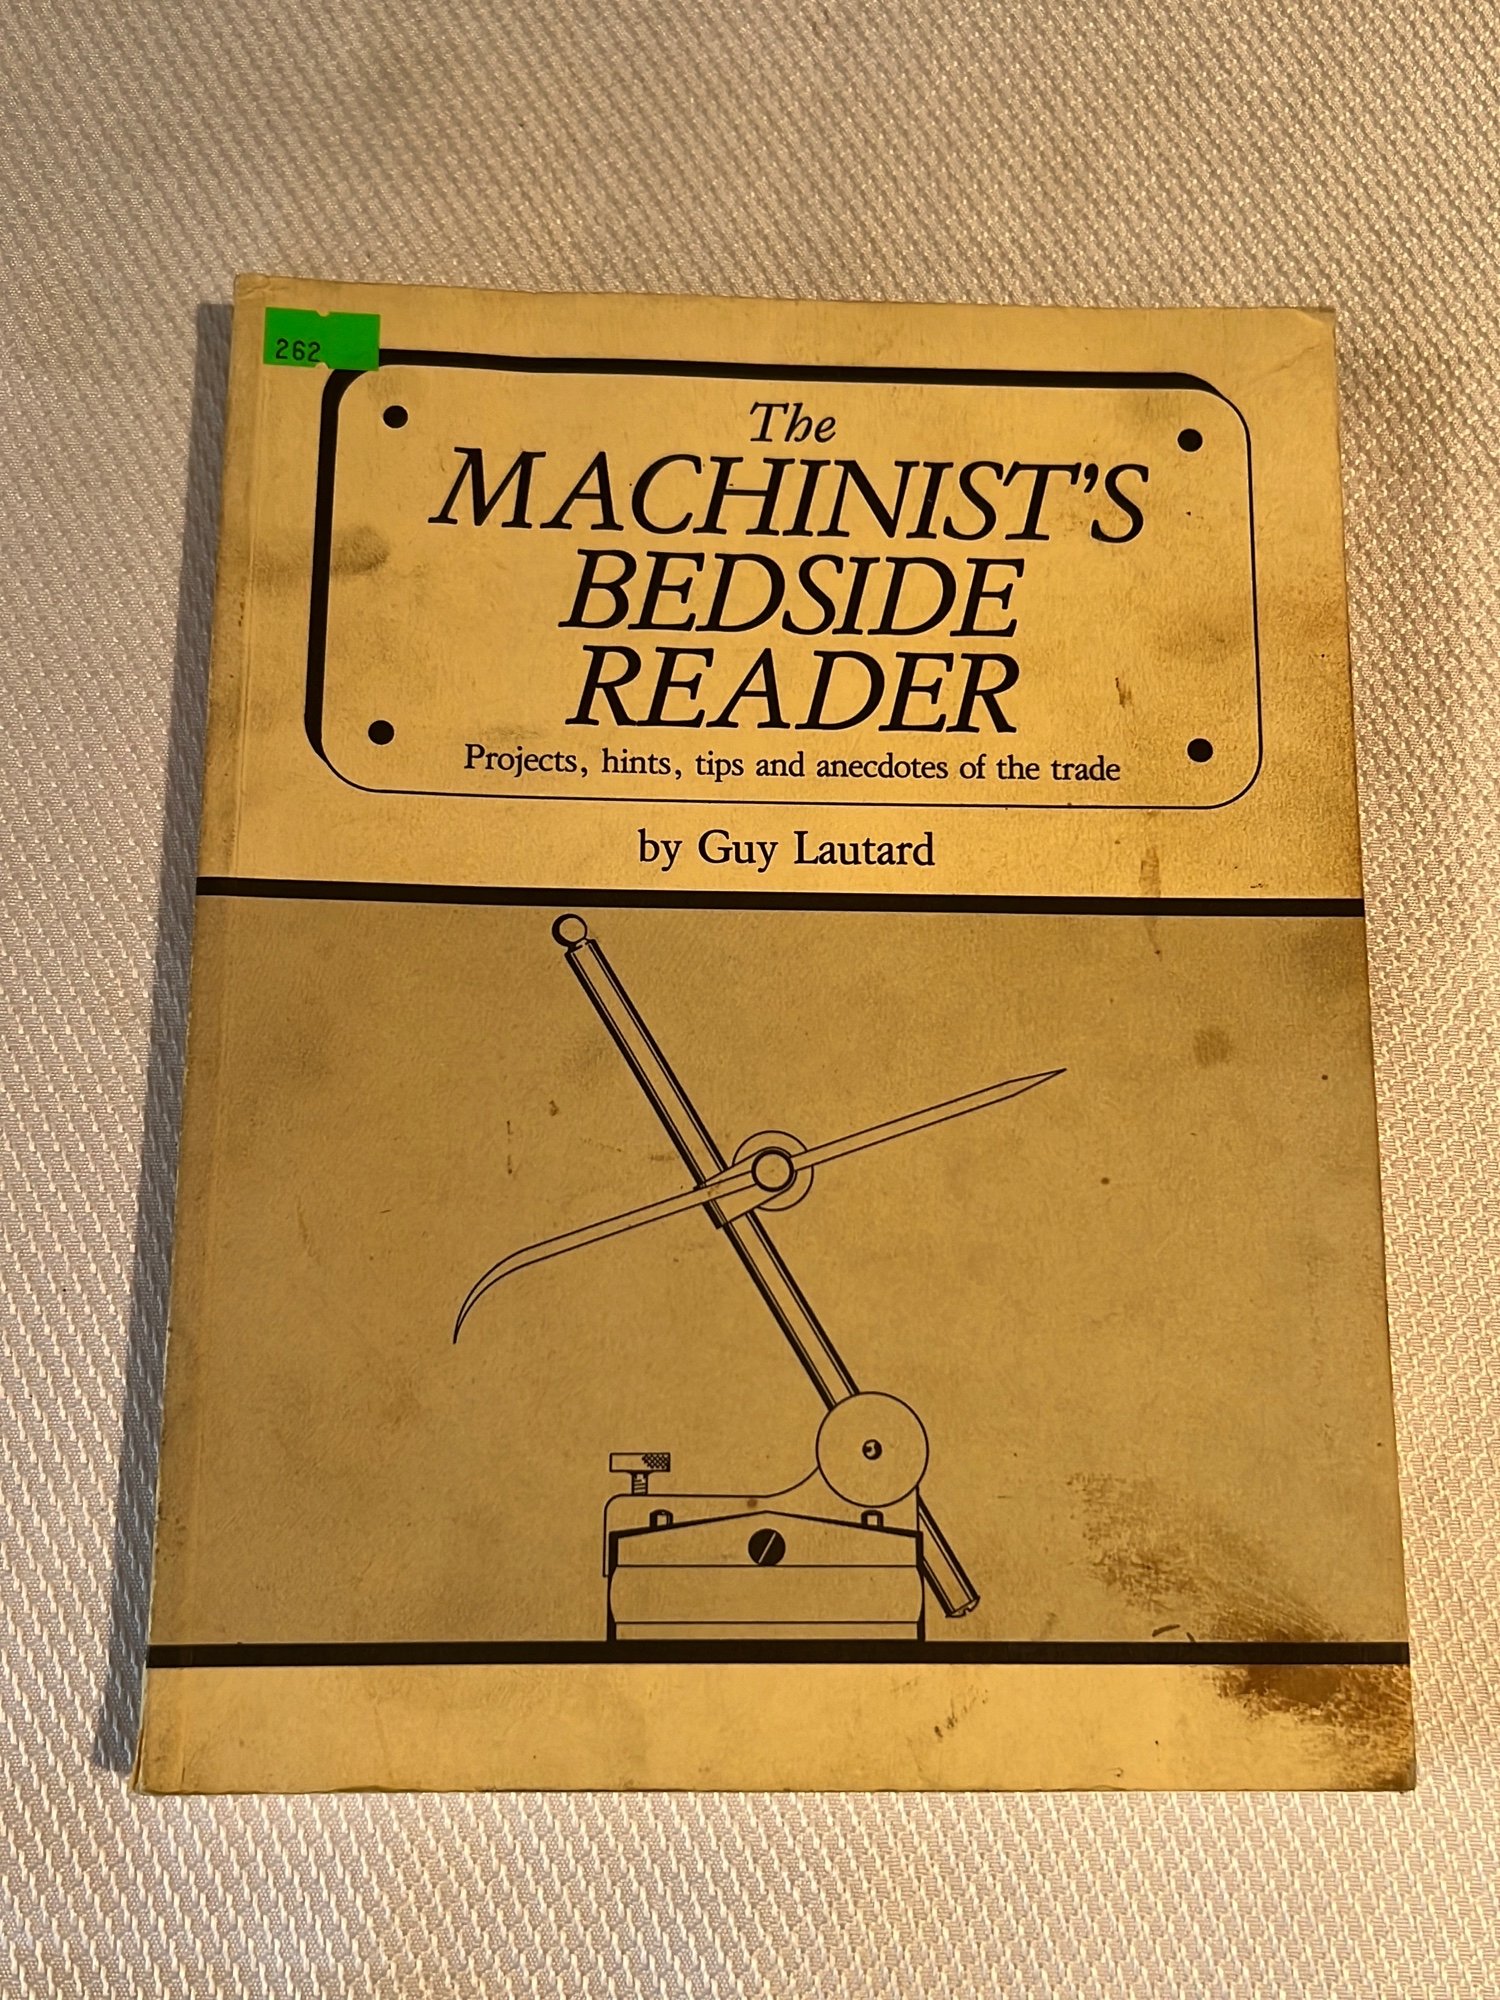 262
The
MACHINIST'S
BEDSIDE
READER
Projects, hints, tips and anecdotes of the trade
by Guy Lautard